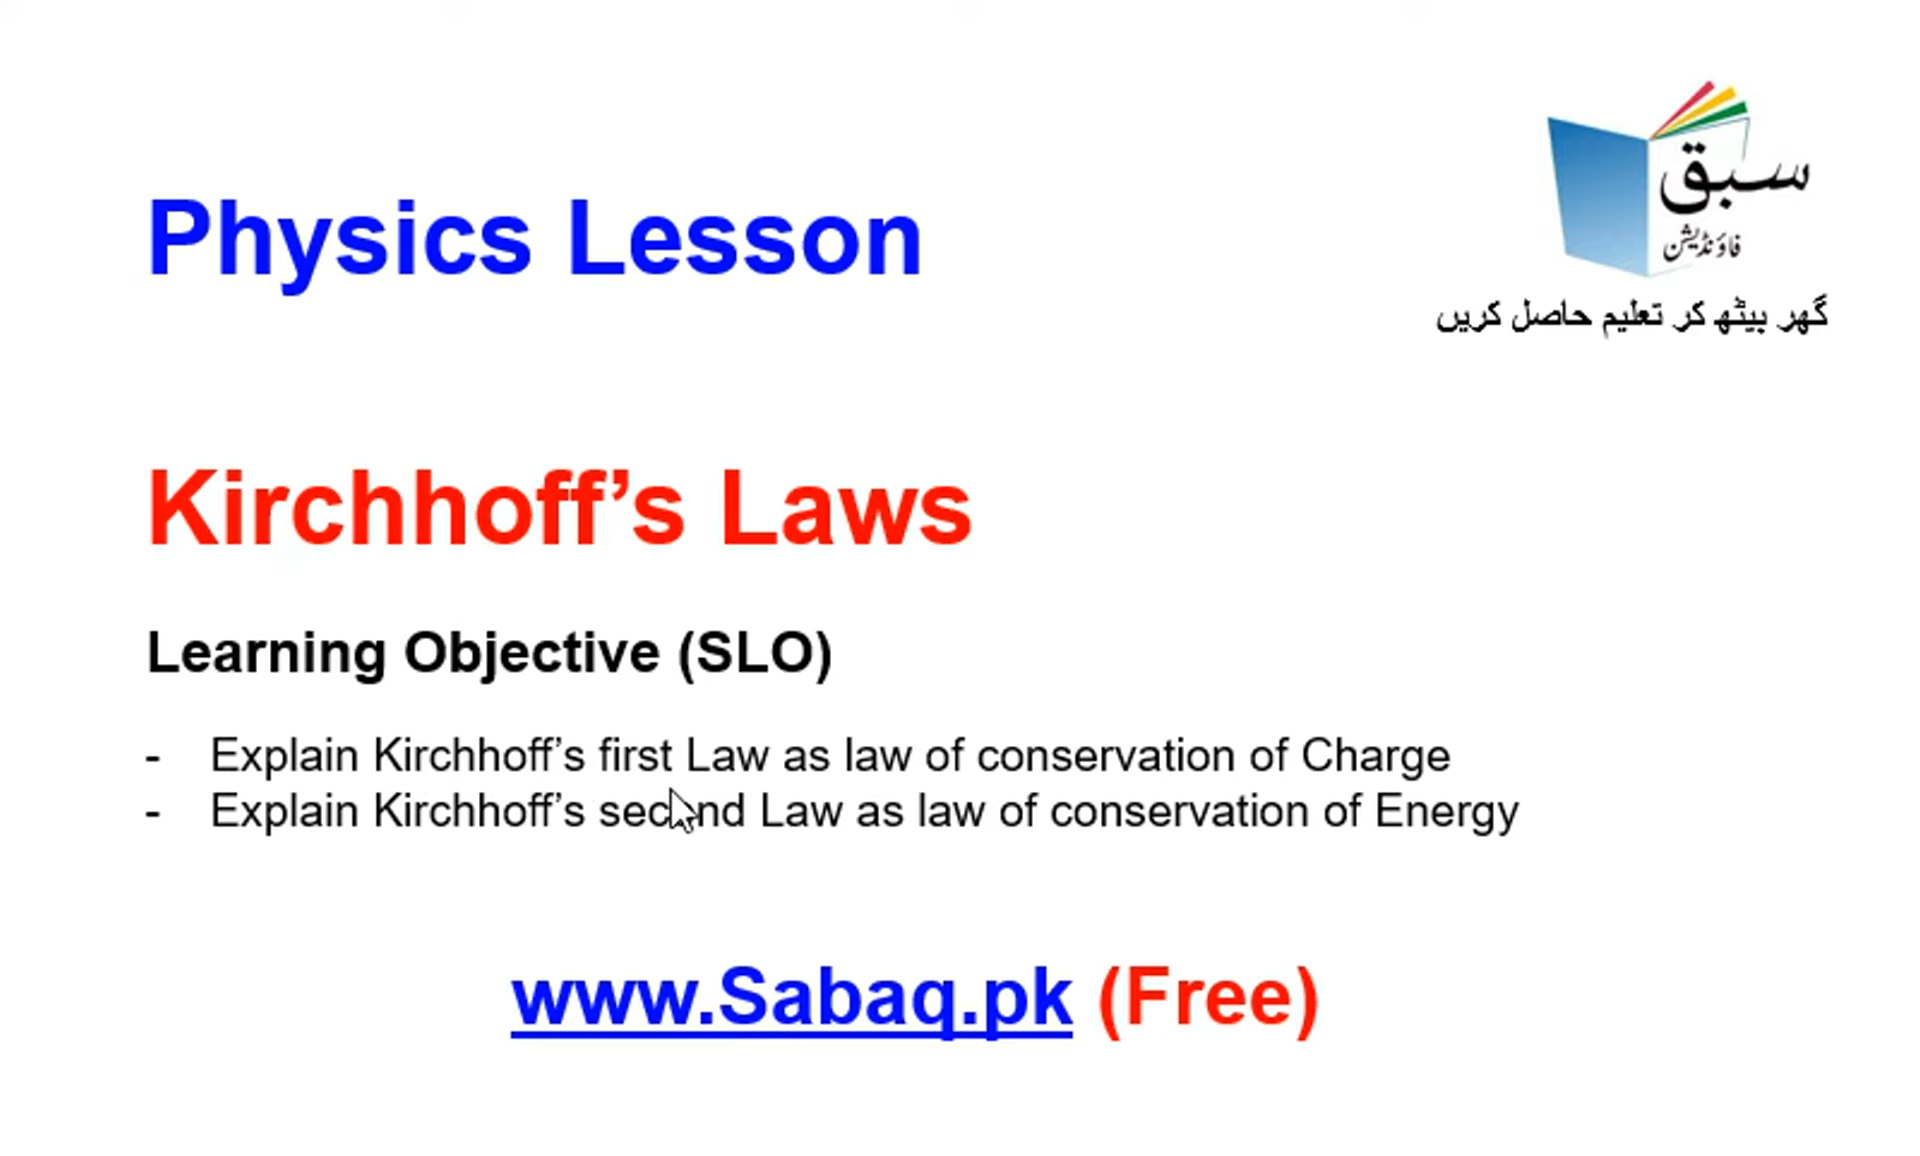 Physics Lesson
سبق
فاؤنڈیشن
گھر بیٹھ کر تعلیم حاصل کریں
Kirchhoff’s Laws
Learning Objective (SLO)
- Explain Kirchhoff’s first Law as law of conservation of Charge
- Explain Kirchhoff’s second Law as law of conservation of Energy
www.Sabaq.pk (Free)